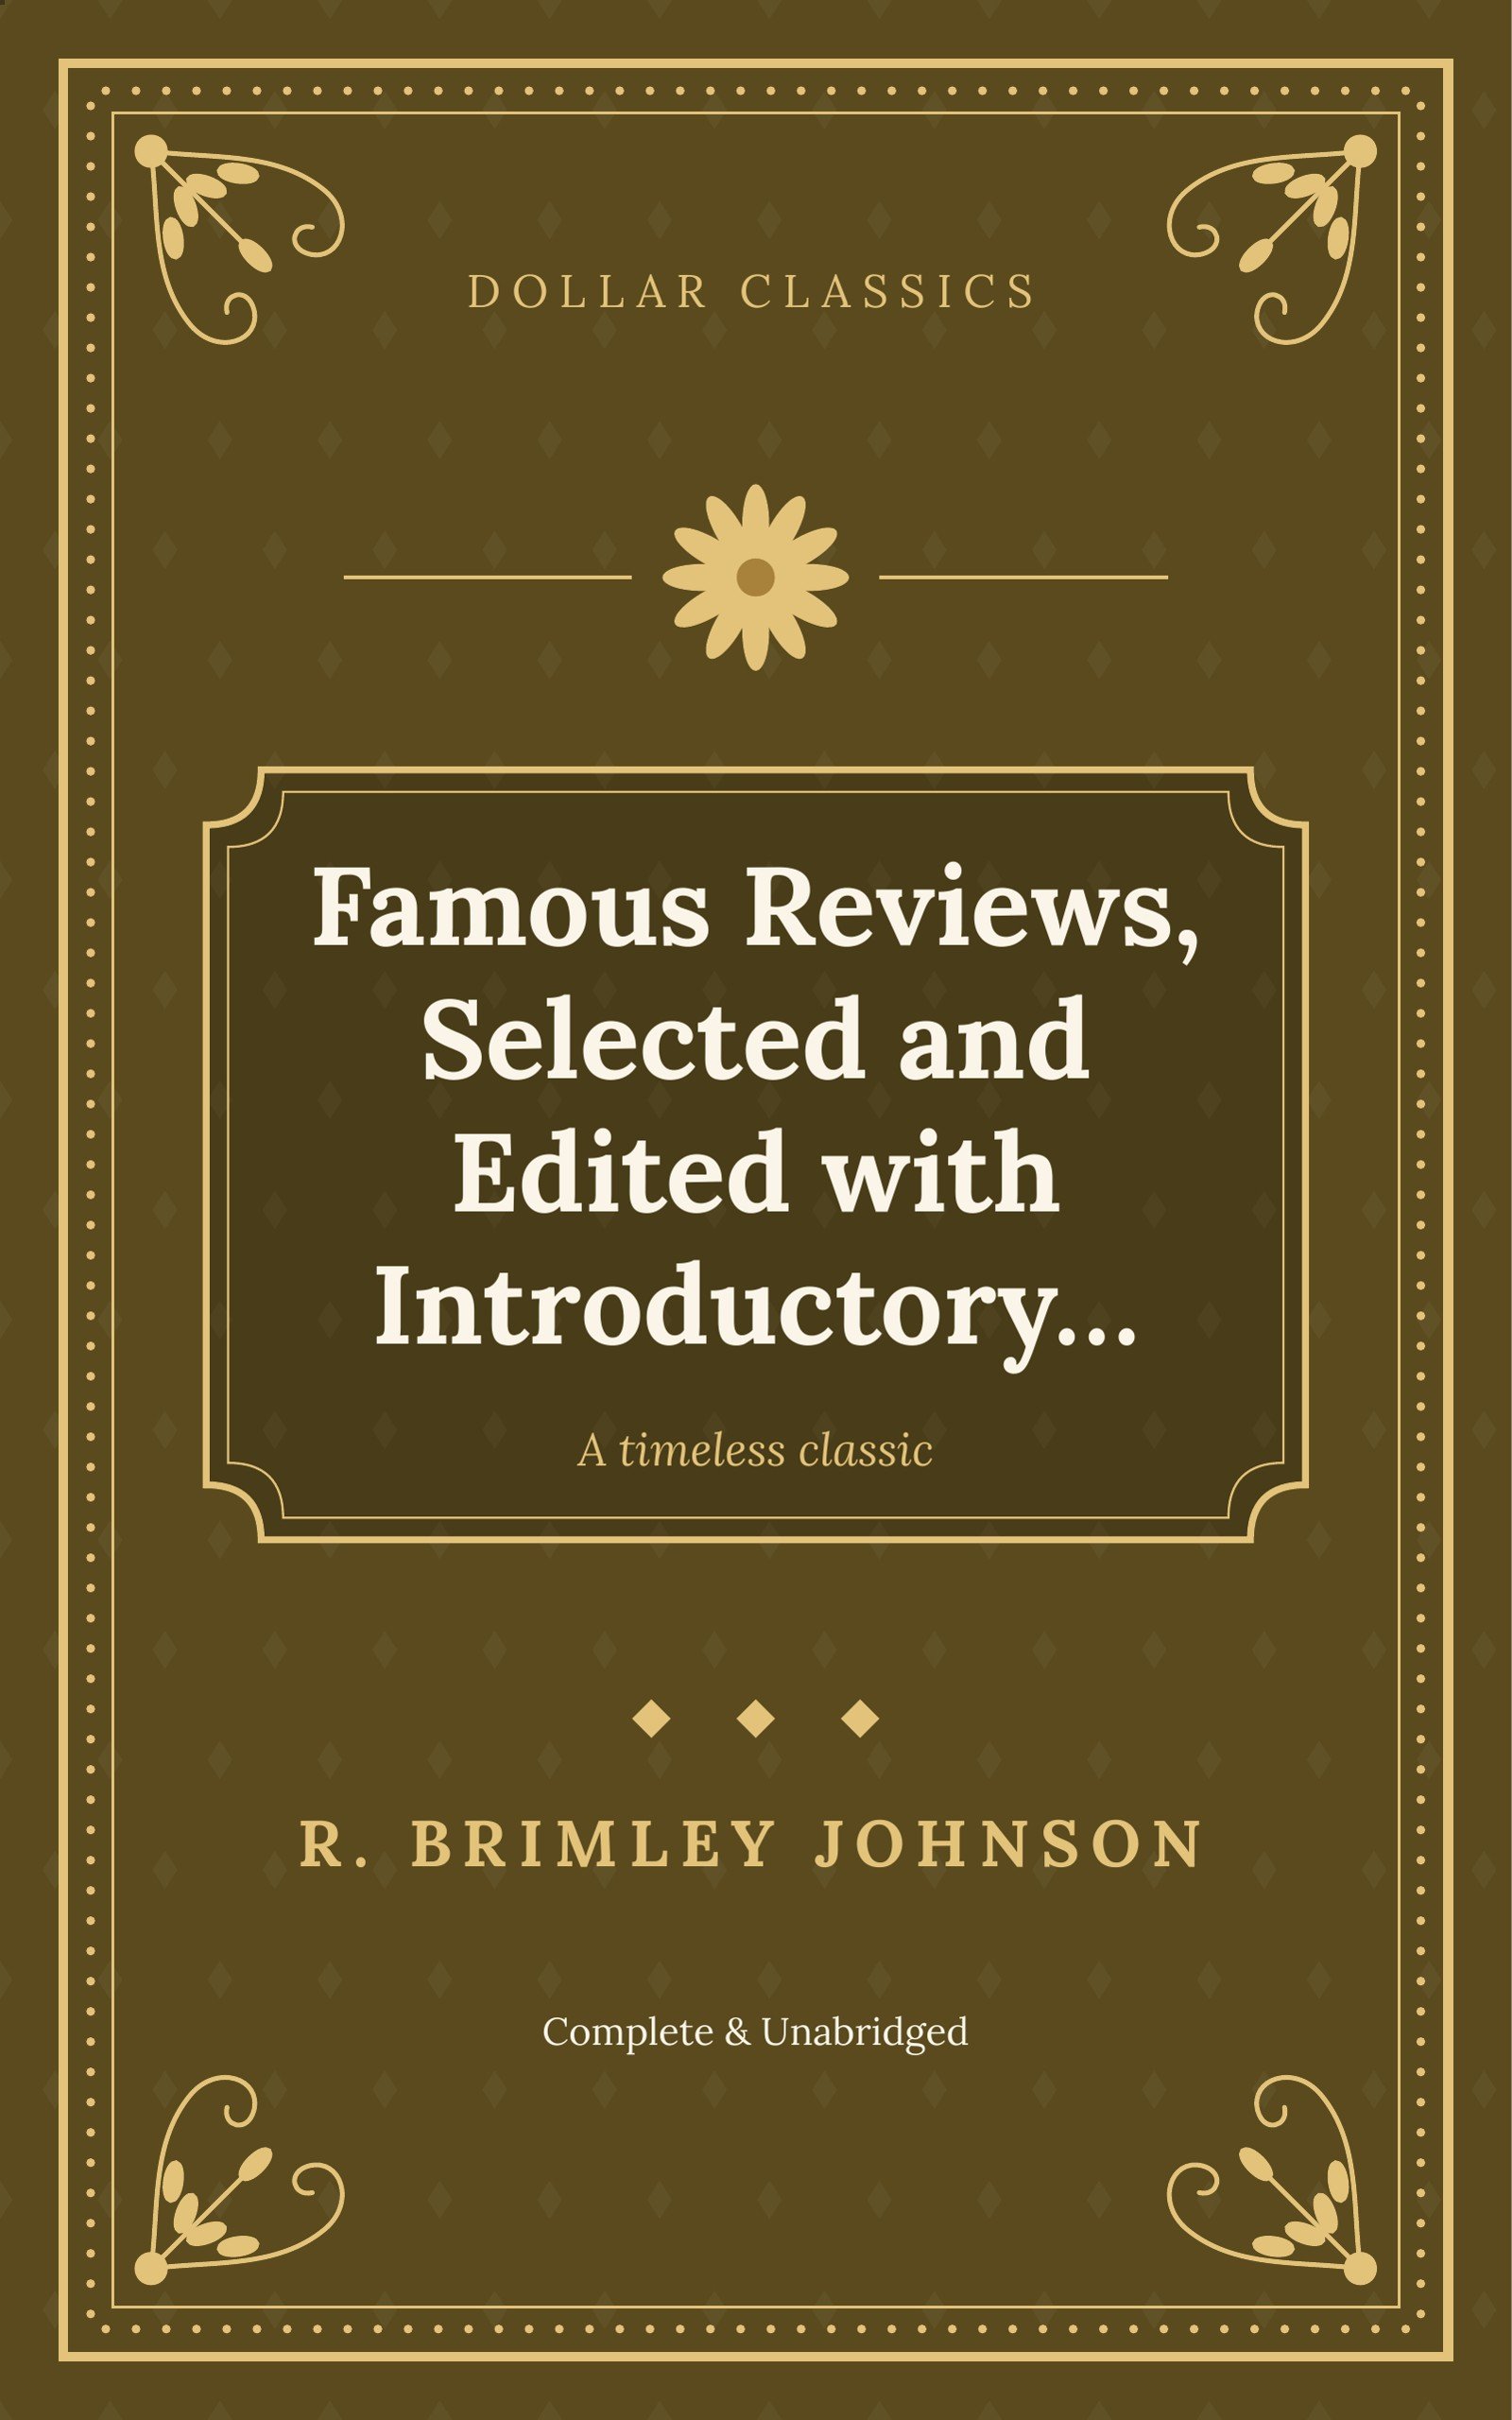 DOLLAR CLASSICS
Famous Reviews,
Selected and
Edited with
Introductory...
A timeless classic
R. BRIMLEY JOHNSON
Complete & Unabridged